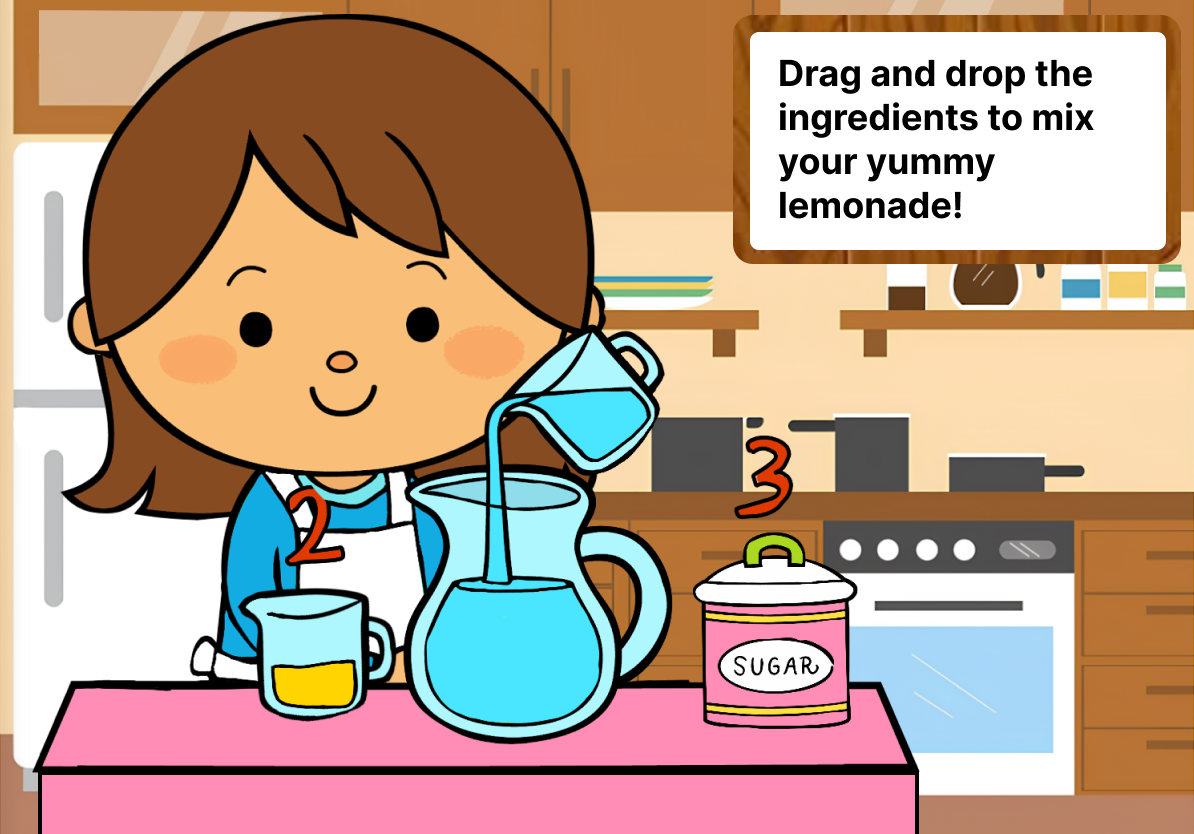 Drag and drop the
ingredients to mix
your yummy
lemonade!
3
2
SUGAR